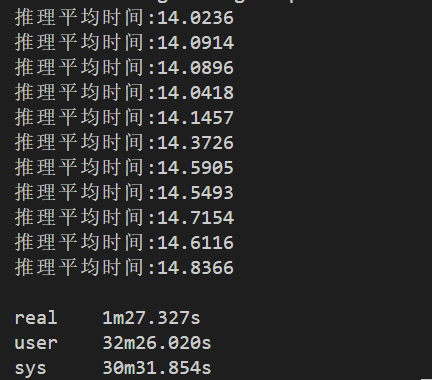 推理平均时间:14.0236
推理平均时间:14.0914
推理平均时间:14.0896
推理平均时间:14.0418
推理平均时间:14.1457
推理平均时间:14.3726
推理平均时间:14.5905
推理平均时间:14.5493
推理平均时间:14.7154
推理平均时间:14.6116
推理平均时间:14.8366
real 1m27.327s
user 32m26.020s
sys 30m31.854s